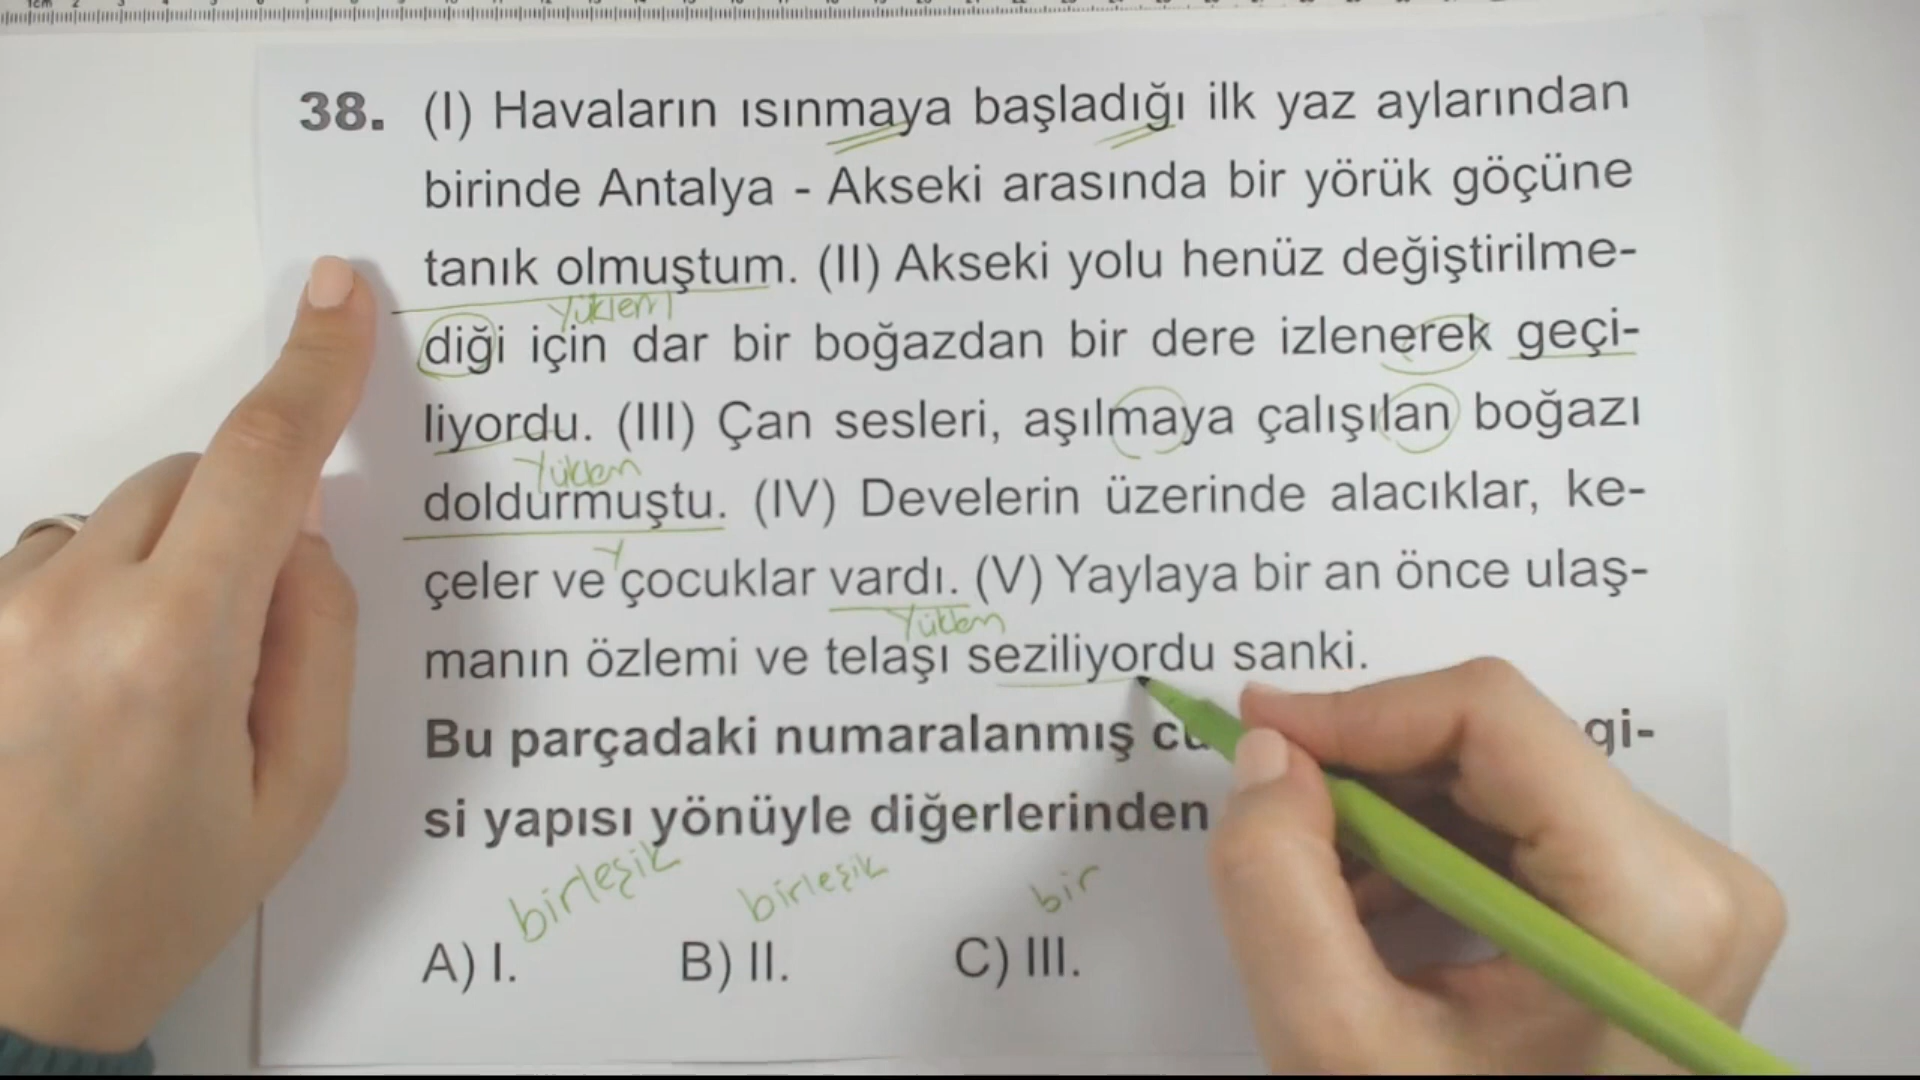 38. (I) Havaların ısınmaya başladığı ilk yaz aylarından
birinde Antalya - Akseki arasında bir yörük göçüne
tanık olmuştum. (II) Akseki yolu henüz değiştirilme-
yüklem
diği için dar bir boğazdan bir dere izlenerek geçi-
liyordu. (III) Çan sesleri, aşılmaya çalışılan boğazı
Yüklem
doldurmuştu. (IV) Develerin üzerinde alacıklar, ke-
Y
çeler ve çocuklar vardı. (V) Yaylaya bir an önce ulaş-
Yüklem
manın özlemi ve telaşı seziliyordu sanki.
Bu parçadaki numaralanmış
si yapısı yönüyle diğerlerinden
birleşik birleşik bir
A) I. B) II. C) III.